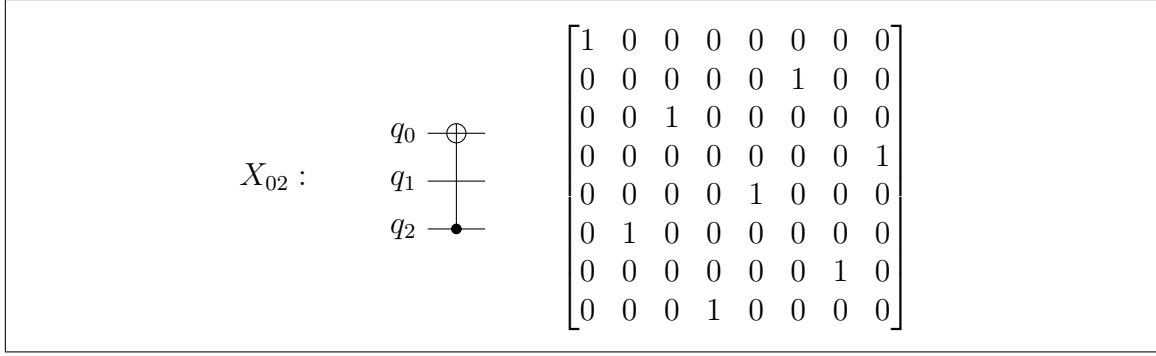 X₀₂ :
q₀
q₁
q₂
1 0 0 0 0 0 0 0
0 0 0 0 0 1 0 0
0 0 1 0 0 0 0 0
0 0 0 0 0 0 0 1
0 0 0 0 1 0 0 0
0 1 0 0 0 0 0 0
0 0 0 0 0 0 1 0
0 0 0 1 0 0 0 0